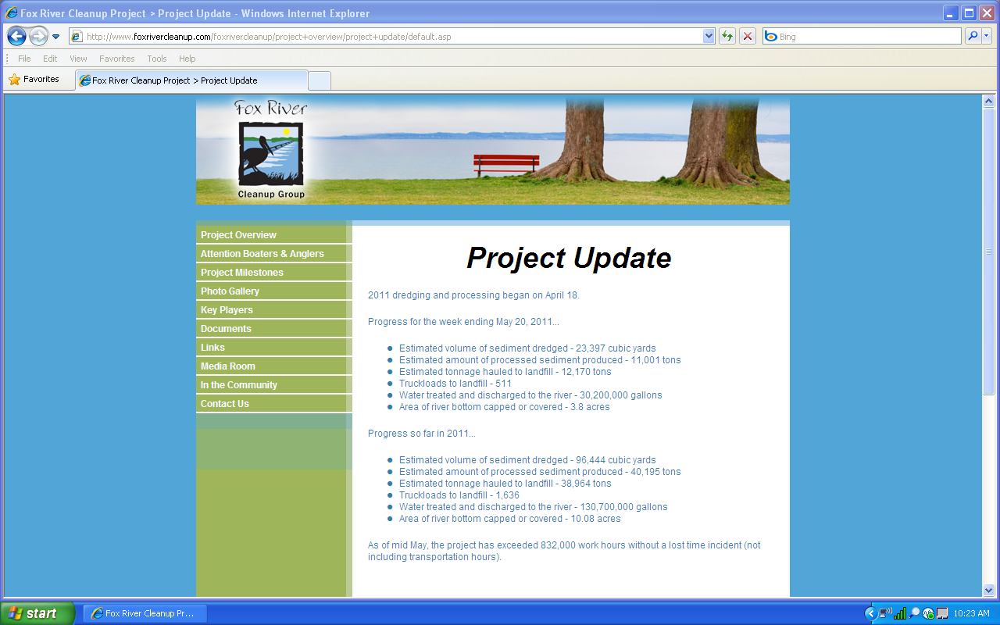 Fox River Cleanup Project > Project Update - Windows Internet Explorer
http://www.foxrivercleanup.com/foxrivercleanup/project+overview/project+update/default.asp
Bing
File Edit View Favorites Tools Help
Favorites
Fox River Cleanup Project > Project Update
Fox River
Cleanup Group
Project Overview
Attention Boaters & Anglers
Project Milestones
Photo Gallery
Key Players
Documents
Links
Media Room
In the Community
Contact Us
Project Update
2011 dredging and processing began on April 18.
Progress for the week ending May 20, 2011...
Estimated volume of sediment dredged - 23,397 cubic yards
Estimated amount of processed sediment produced - 11,001 tons
Estimated tonnage hauled to landfill - 12,170 tons
Truckloads to landfill - 511
Water treated and discharged to the river - 30,200,000 gallons
Area of river bottom capped or covered - 3.8 acres
Progress so far in 2011...
Estimated volume of sediment dredged - 96,444 cubic yards
Estimated amount of processed sediment produced - 40,195 tons
Estimated tonnage hauled to landfill - 38,964 tons
Truckloads to landfill - 1,636
Water treated and discharged to the river - 130,700,000 gallons
Area of river bottom capped or covered - 10.08 acres
As of mid May, the project has exceeded 832,000 work hours without a lost time incident (not
including transportation hours).
start
Fox River Cleanup Pr...
10:23 AM